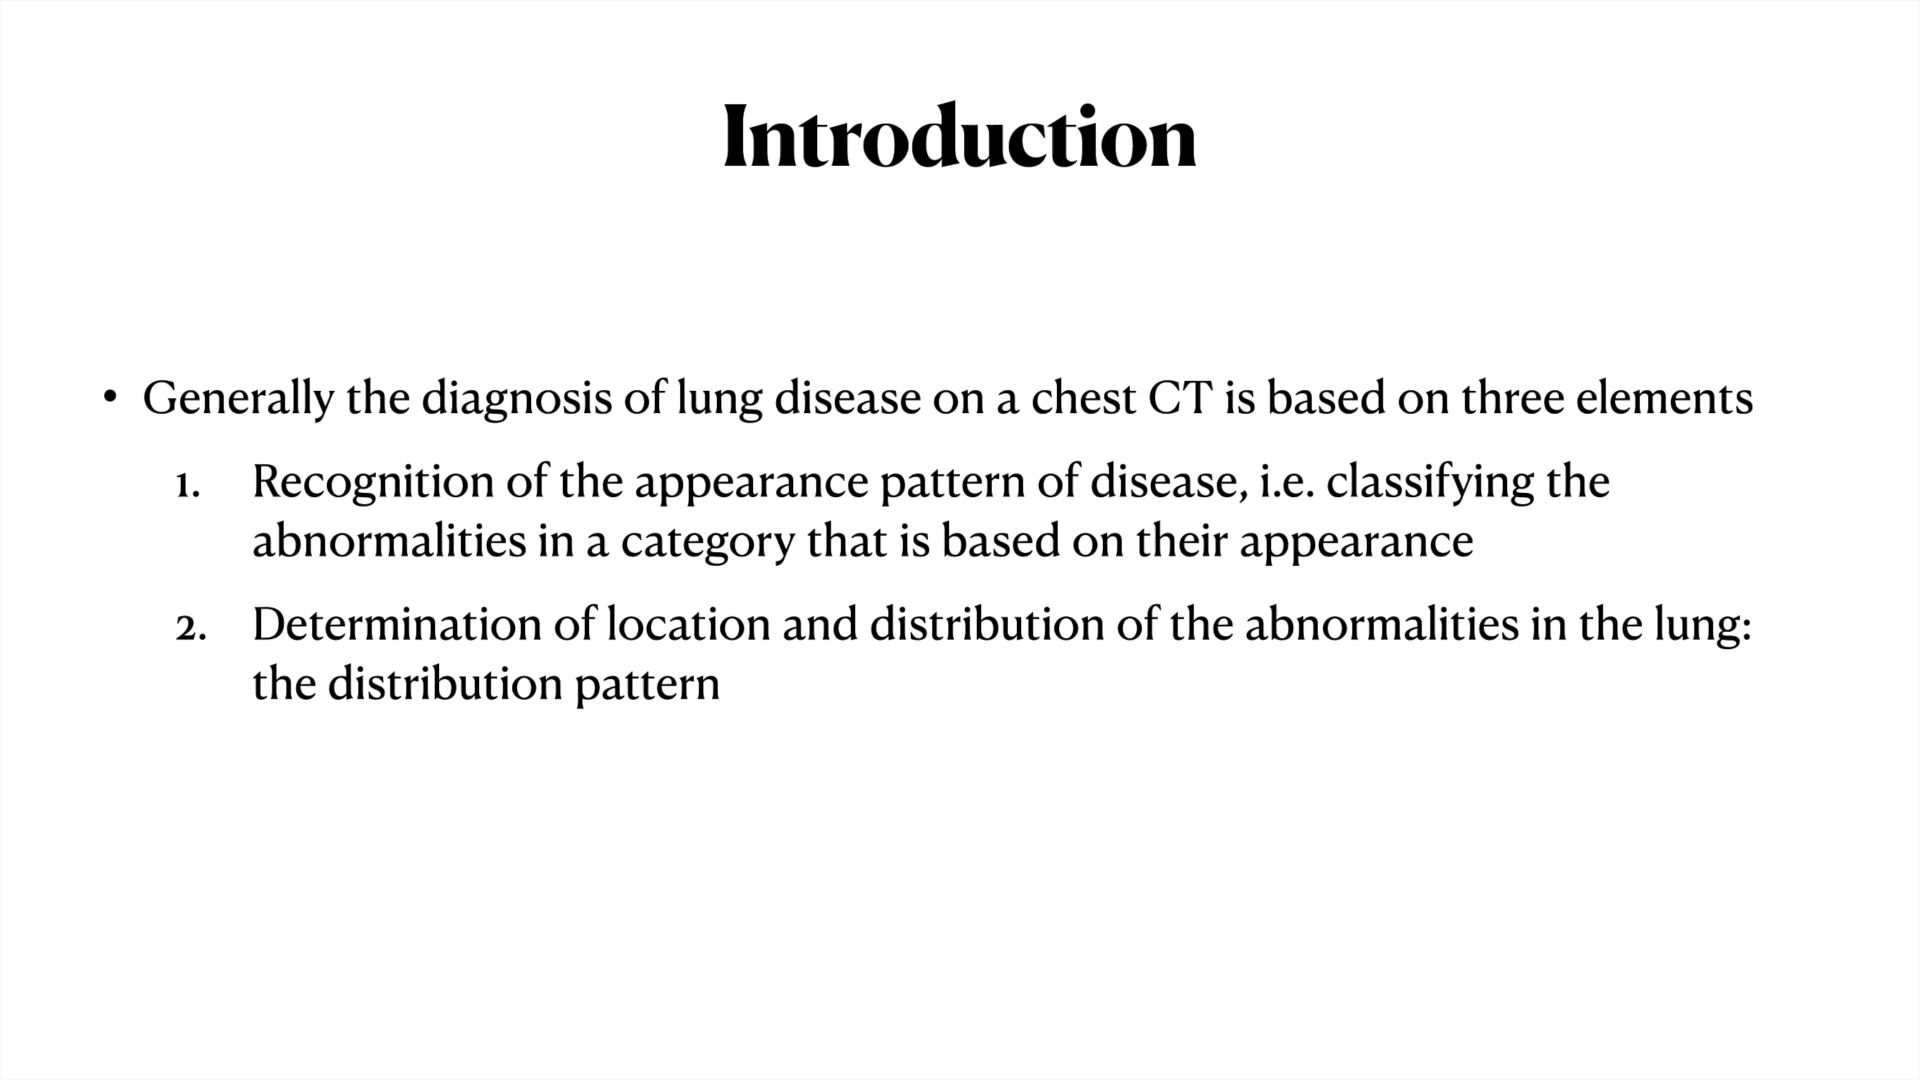 Introduction
• Generally the diagnosis of lung disease on a chest CT is based on three elements
1. Recognition of the appearance pattern of disease, i.e. classifying the
abnormalities in a category that is based on their appearance
2. Determination of location and distribution of the abnormalities in the lung:
the distribution pattern